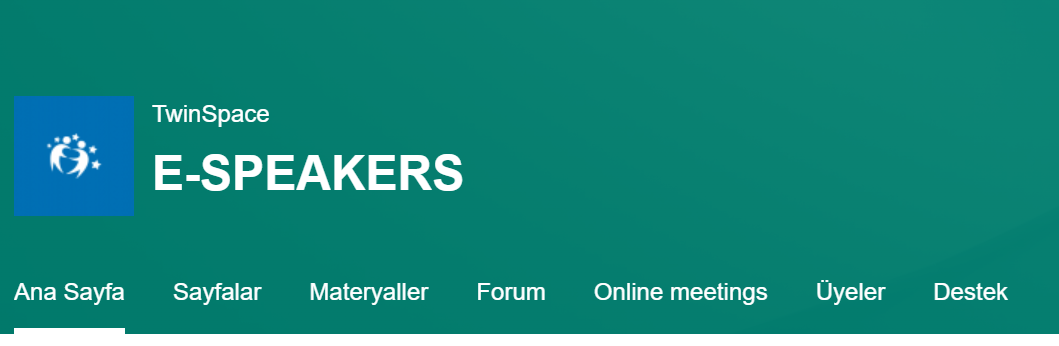 TwinSpace
E-SPEAKERS
Ana Sayfa Sayfalar Materyaller Forum Online meetings Üyeler Destek